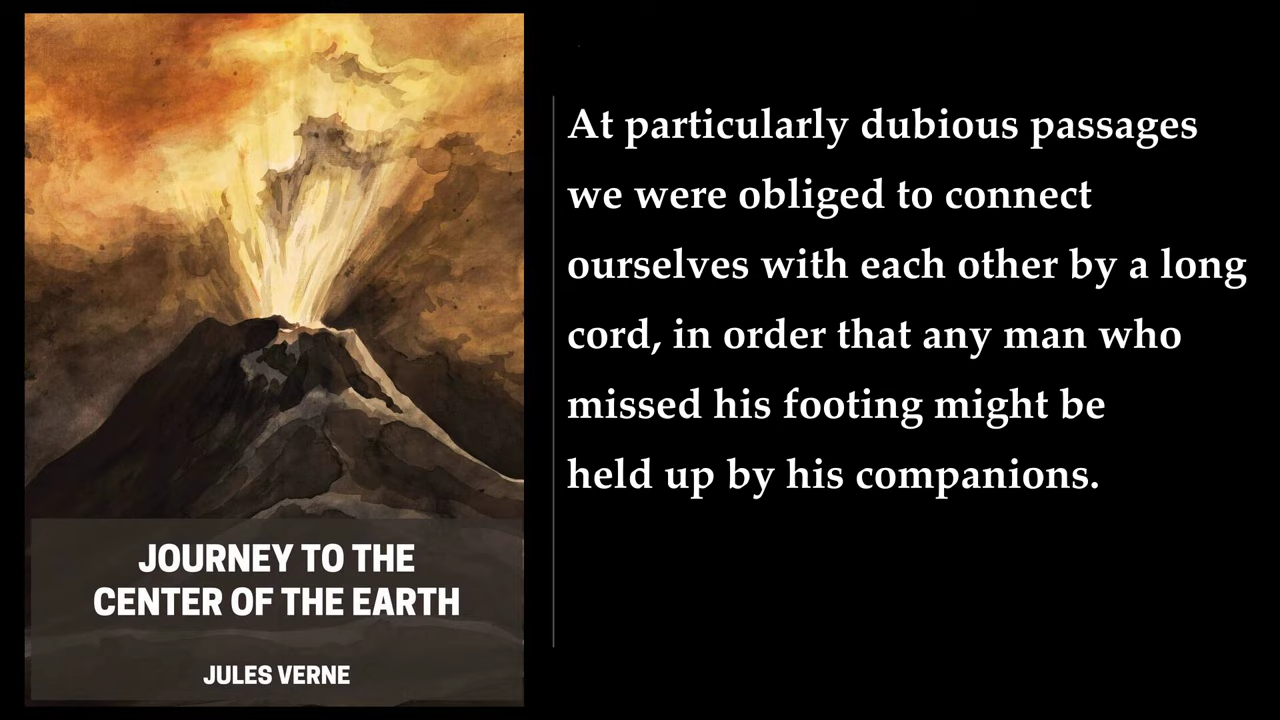 At particularly dubious passages
we were obliged to connect
ourselves with each other by a long
cord, in order that any man who
missed his footing might be
held up by his companions.
JOURNEY TO THE
CENTER OF THE EARTH
JULES VERNE